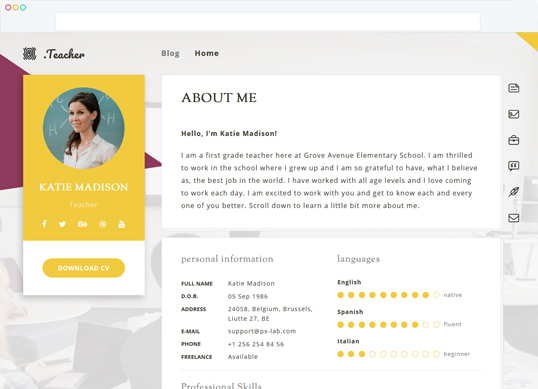 .Teacher
Blog
Home
KATIE MADISON
Teacher
DOWNLOAD CV
ABOUT ME
Hello, I'm Katie Madison!
I am a first grade teacher here at Grove Avenue Elementary School. I am thrilled
to work in the school where I grew up and I am so grateful to have, what I believe
as, the best job in the world. I have worked with all age levels and I love coming
to work each day. I am excited to work with you and get to know each and every
one of you better. Scroll down to learn a little bit more about me.
personal information
FULL NAME Katie Madison
D.O.B. 05 Sep 1986
ADDRESS 24058, Belgium, Brussels,
Liutte 27, BE
E-MAIL support@px-lab.com
PHONE +1 256 254 84 56
FREELANCE Available
languages
English
native
Spanish
fluent
Italian
beginner
Professional Skills